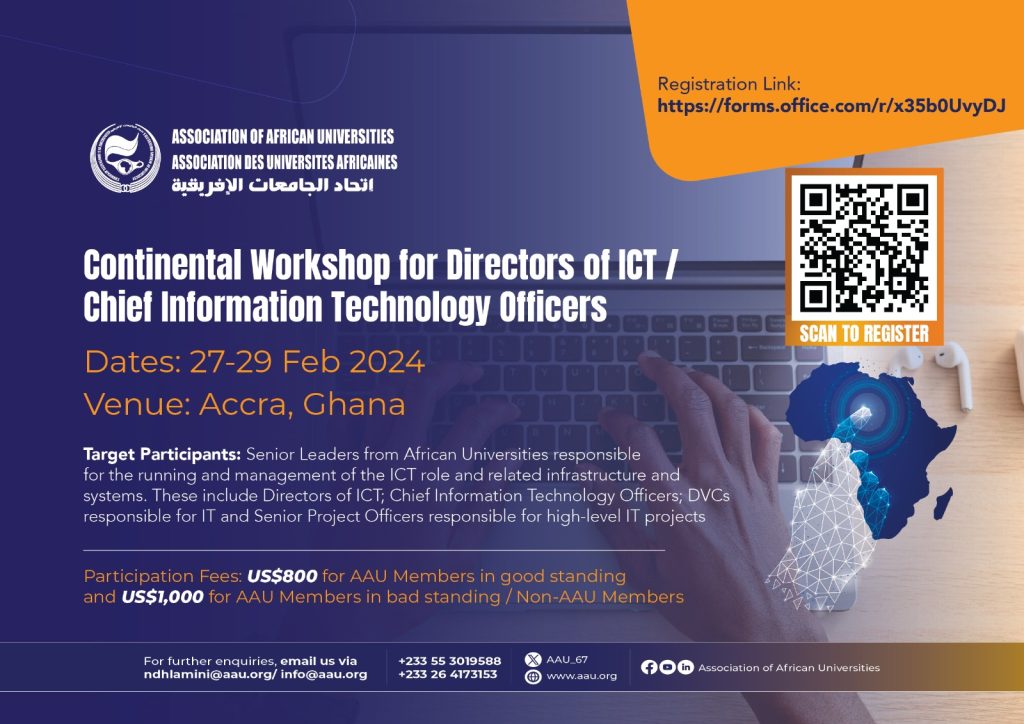 Registration Link:
https://forms.office.com/r/x35b0UvyDJ
ASSOCIATION OF AFRICAN UNIVERSITIES
ASSOCIATION DES UNIVERSITES AFRICAINES
اتحاد الجامعات الإفريقية
Continental Workshop for Directors of ICT /
Chief Information Technology Officers
SCAN TO REGISTER
Dates: 27-29 Feb 2024
Venue: Accra, Ghana
Target Participants: Senior Leaders from African Universities responsible
for the running and management of the ICT role and related infrastructure and
systems. These include Directors of ICT; Chief Information Technology Officers; DVCs
responsible for IT and Senior Project Officers responsible for high-level IT projects
Participation Fees: US$800 for AAU Members in good standing
and US$1,000 for AAU Members in bad standing / Non-AAU Members
For further enquiries, email us via
ndhlamini@aau.org/ info@aau.org
+233 55 3019588
+233 26 4173153
AAU_67
www.aau.org
Association of African Universities